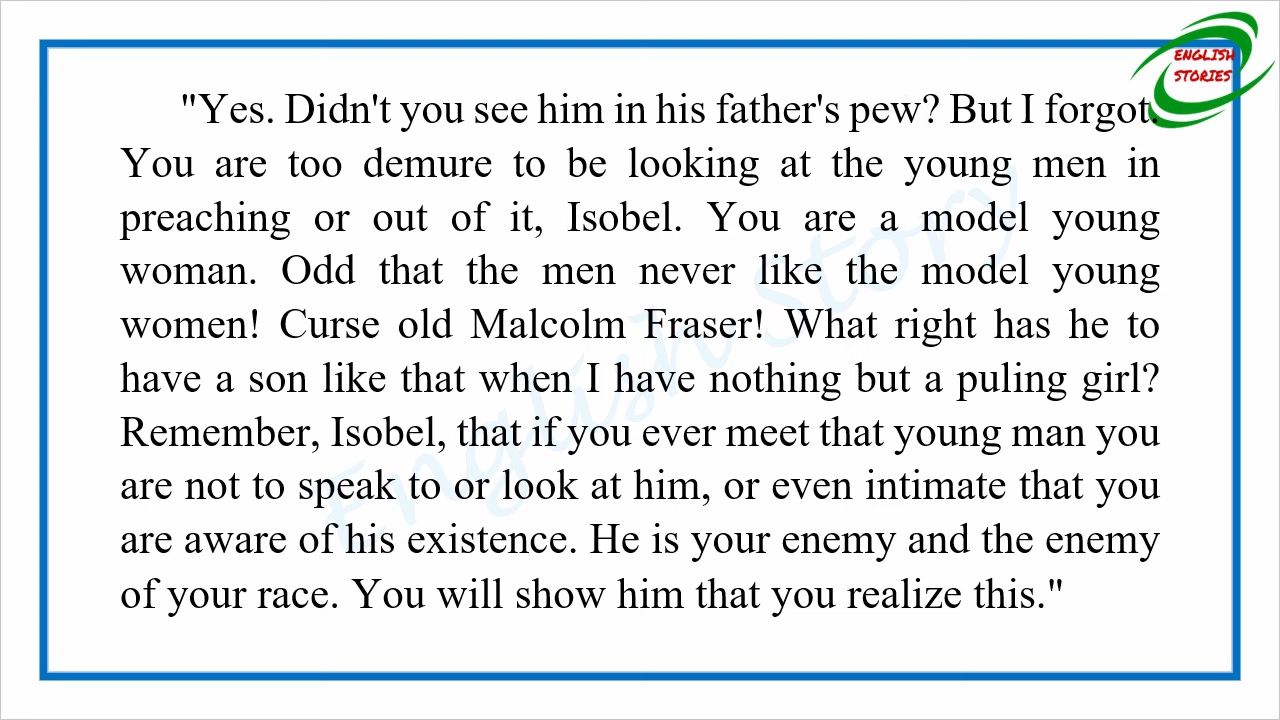 ENGLISH
STORIES
"Yes. Didn't you see him in his father's pew? But I forgot.
You are too demure to be looking at the young men in
preaching or out of it, Isobel. You are a model young
woman. Odd that the men never like the model young
women! Curse old Malcolm Fraser! What right has he to
have a son like that when I have nothing but a puling girl?
Remember, Isobel, that if you ever meet that young man you
are not to speak to or look at him, or even intimate that you
are aware of his existence. He is your enemy and the enemy
of your race. You will show him that you realize this."
English Story